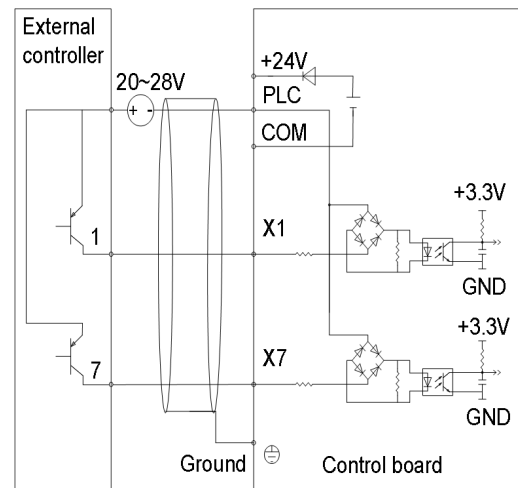 External
controller
20~28V
+ -
+24V
PLC
COM
+3.3V
1
X1
GND
+3.3V
7
X7
GND
Ground
Control board